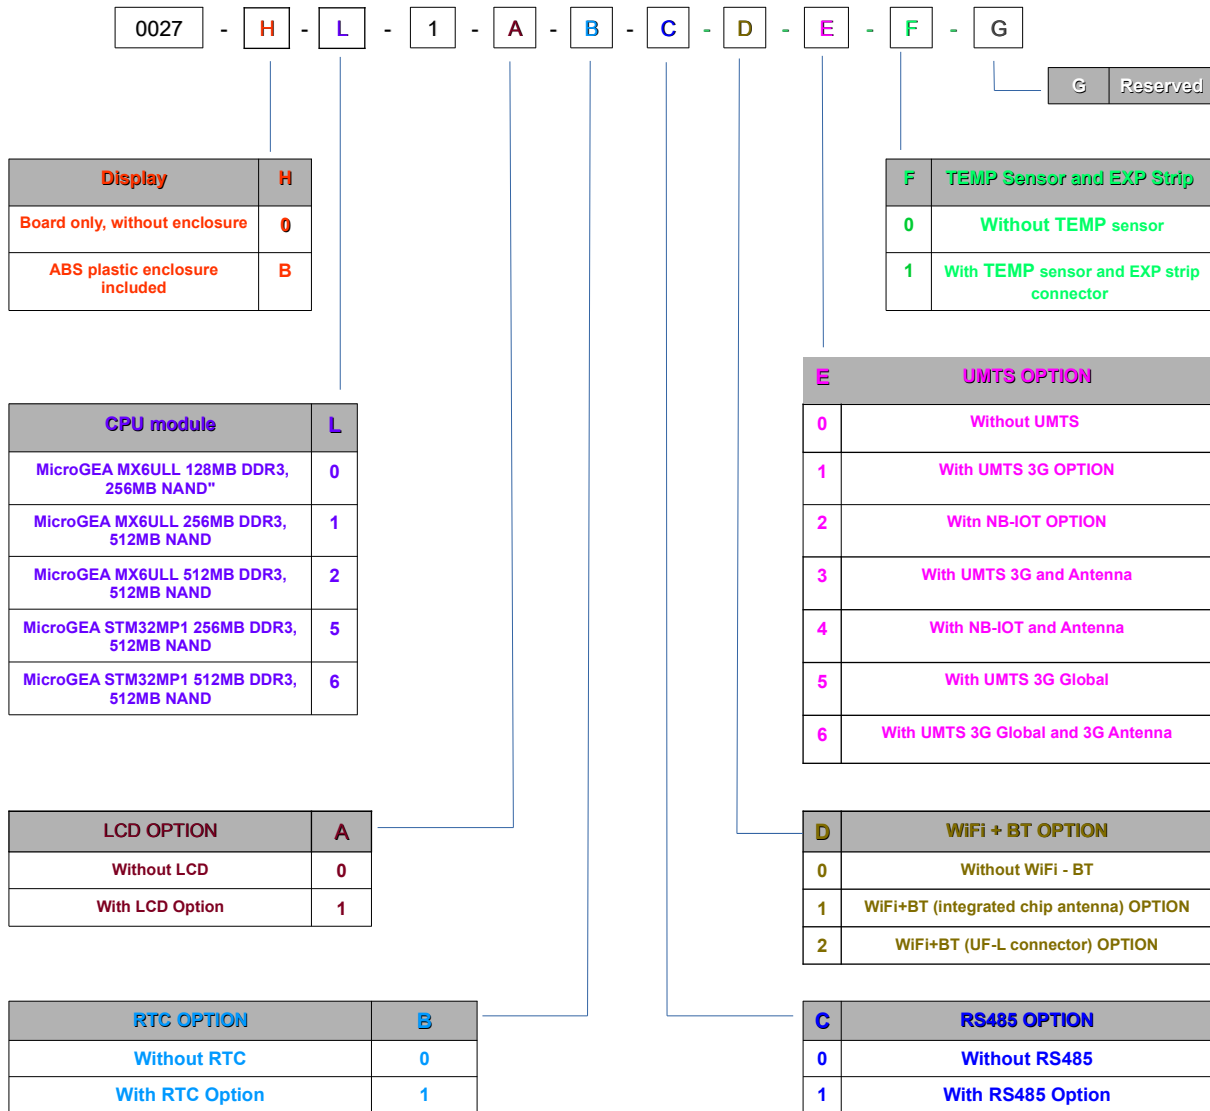 0027 - H - L - 1 - A - B - C - D - E - F - G
G Reserved
Display H
Board only, without enclosure 0
ABS plastic enclosure
included
B
F TEMP Sensor and EXP Strip
0 Without TEMP sensor
1 With TEMP sensor and EXP strip
connector
CPU module L
MicroGEA MX6ULL 128MB DDR3,
256MB NAND"
0
MicroGEA MX6ULL 256MB DDR3,
512MB NAND
1
MicroGEA MX6ULL 512MB DDR3,
512MB NAND
2
MicroGEA STM32MP1 256MB DDR3,
512MB NAND
5
MicroGEA STM32MP1 512MB DDR3,
512MB NAND
6
E UMTS OPTION
0 Without UMTS
1 With UMTS 3G OPTION
2 Witn NB-IOT OPTION
3 With UMTS 3G and Antenna
4 With NB-IOT and Antenna
5 With UMTS 3G Global
6 With UMTS 3G Global and 3G Antenna
LCD OPTION A
Without LCD 0
With LCD Option 1
D WiFi + BT OPTION
0 Without WiFi - BT
1 WiFi+BT (integrated chip antenna) OPTION
2 WiFi+BT (UF-L connector) OPTION
RTC OPTION B
Without RTC 0
With RTC Option 1
C RS485 OPTION
0 Without RS485
1 With RS485 Option